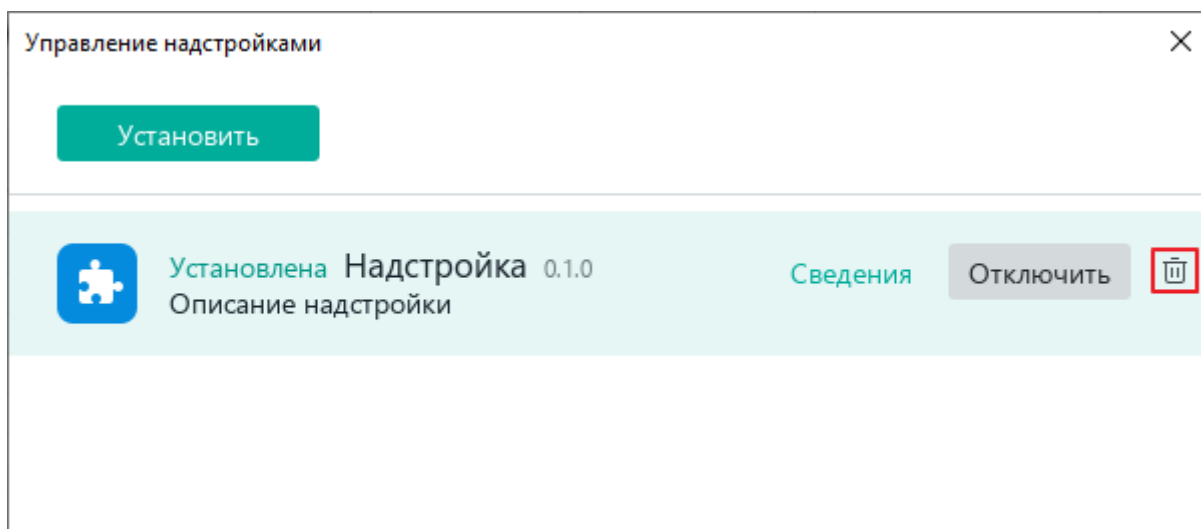 Управление надстройками
Установить
Установлена Надстройка 0.1.0 Сведения Отключить
Описание надстройки